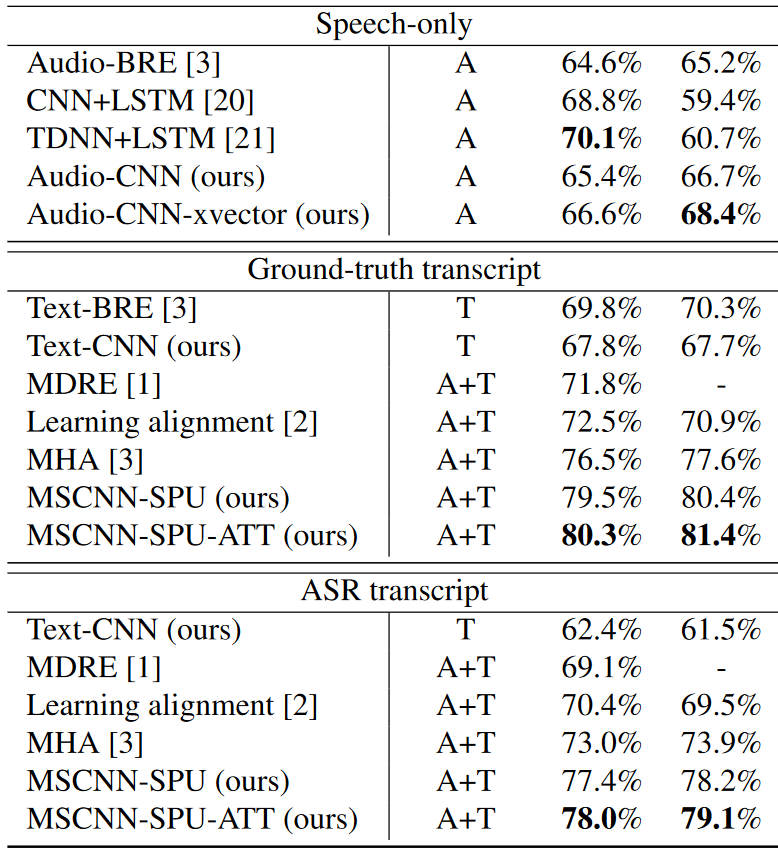 Speech-only
Audio-BRE [3] A 64.6% 65.2%
CNN+LSTM [20] A 68.8% 59.4%
TDNN+LSTM [21] A 70.1% 60.7%
Audio-CNN (ours) A 65.4% 66.7%
Audio-CNN-xvector (ours) A 66.6% 68.4%
Ground-truth transcript
Text-BRE [3] T 69.8% 70.3%
Text-CNN (ours) T 67.8% 67.7%
MDRE [1] A+T 71.8% -
Learning alignment [2] A+T 72.5% 70.9%
MHA [3] A+T 76.5% 77.6%
MSCNN-SPU (ours) A+T 79.5% 80.4%
MSCNN-SPU-ATT (ours) A+T 80.3% 81.4%
ASR transcript
Text-CNN (ours) T 62.4% 61.5%
MDRE [1] A+T 69.1% -
Learning alignment [2] A+T 70.4% 69.5%
MHA [3] A+T 73.0% 73.9%
MSCNN-SPU (ours) A+T 77.4% 78.2%
MSCNN-SPU-ATT (ours) A+T 78.0% 79.1%